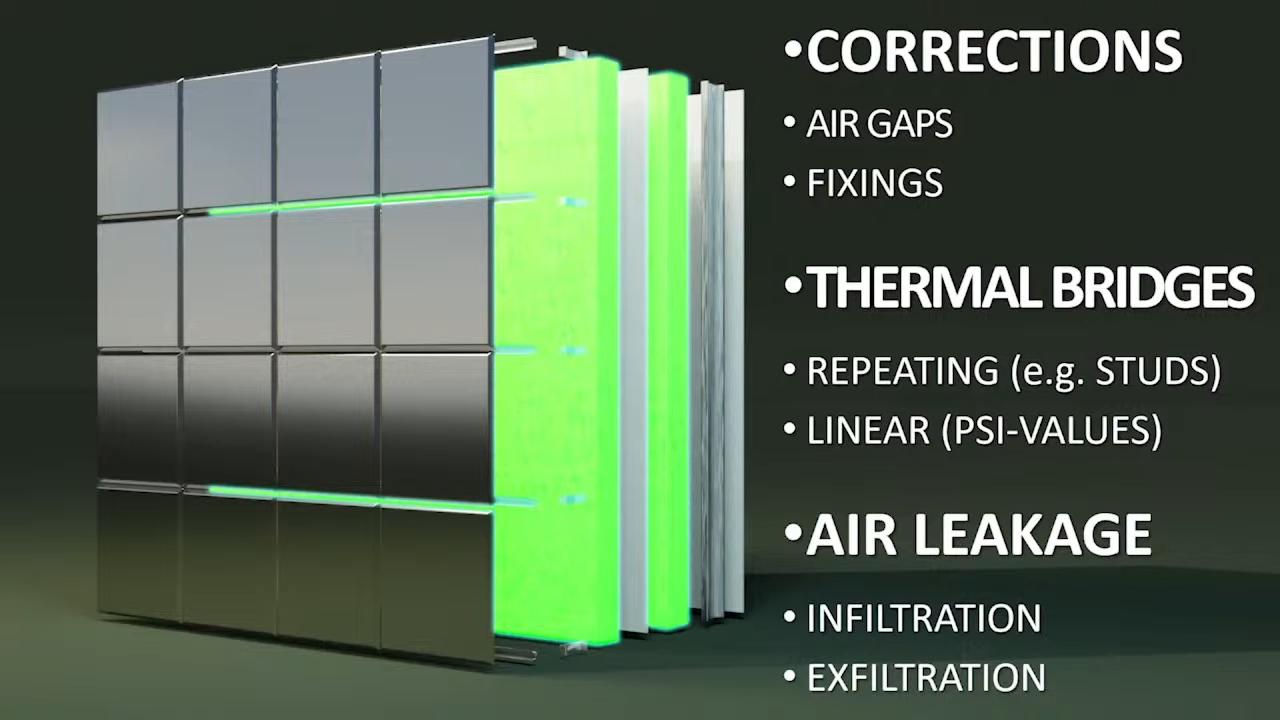 •CORRECTIONS
• AIR GAPS
• FIXINGS
•THERMAL BRIDGES
• REPEATING (e.g. STUDS)
• LINEAR (PSI-VALUES)
•AIR LEAKAGE
• INFILTRATION
• EXFILTRATION